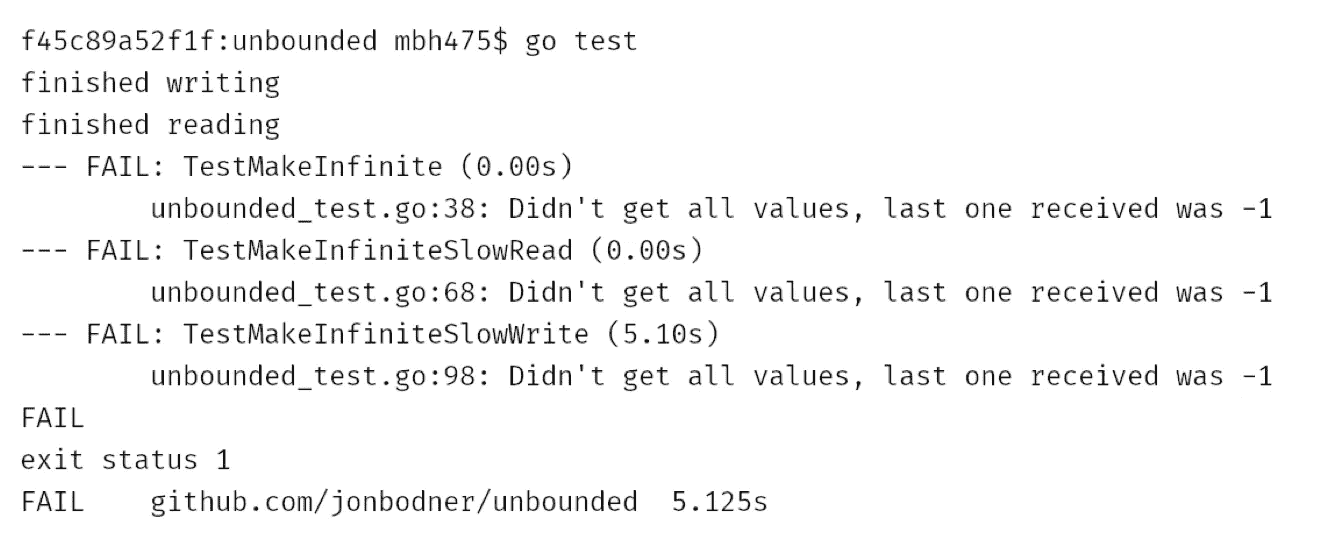 f45c89a52f1f:unbounded mbh475$ go test
finished writing
finished reading
--- FAIL: TestMakeInfinite (0.00s)
        unbounded_test.go:38: Didn't get all values, last one received was -1
--- FAIL: TestMakeInfiniteSlowRead (0.00s)
        unbounded_test.go:68: Didn't get all values, last one received was -1
--- FAIL: TestMakeInfiniteSlowWrite (5.10s)
        unbounded_test.go:98: Didn't get all values, last one received was -1
FAIL
exit status 1
FAIL    github.com/jonbodner/unbounded  5.125s